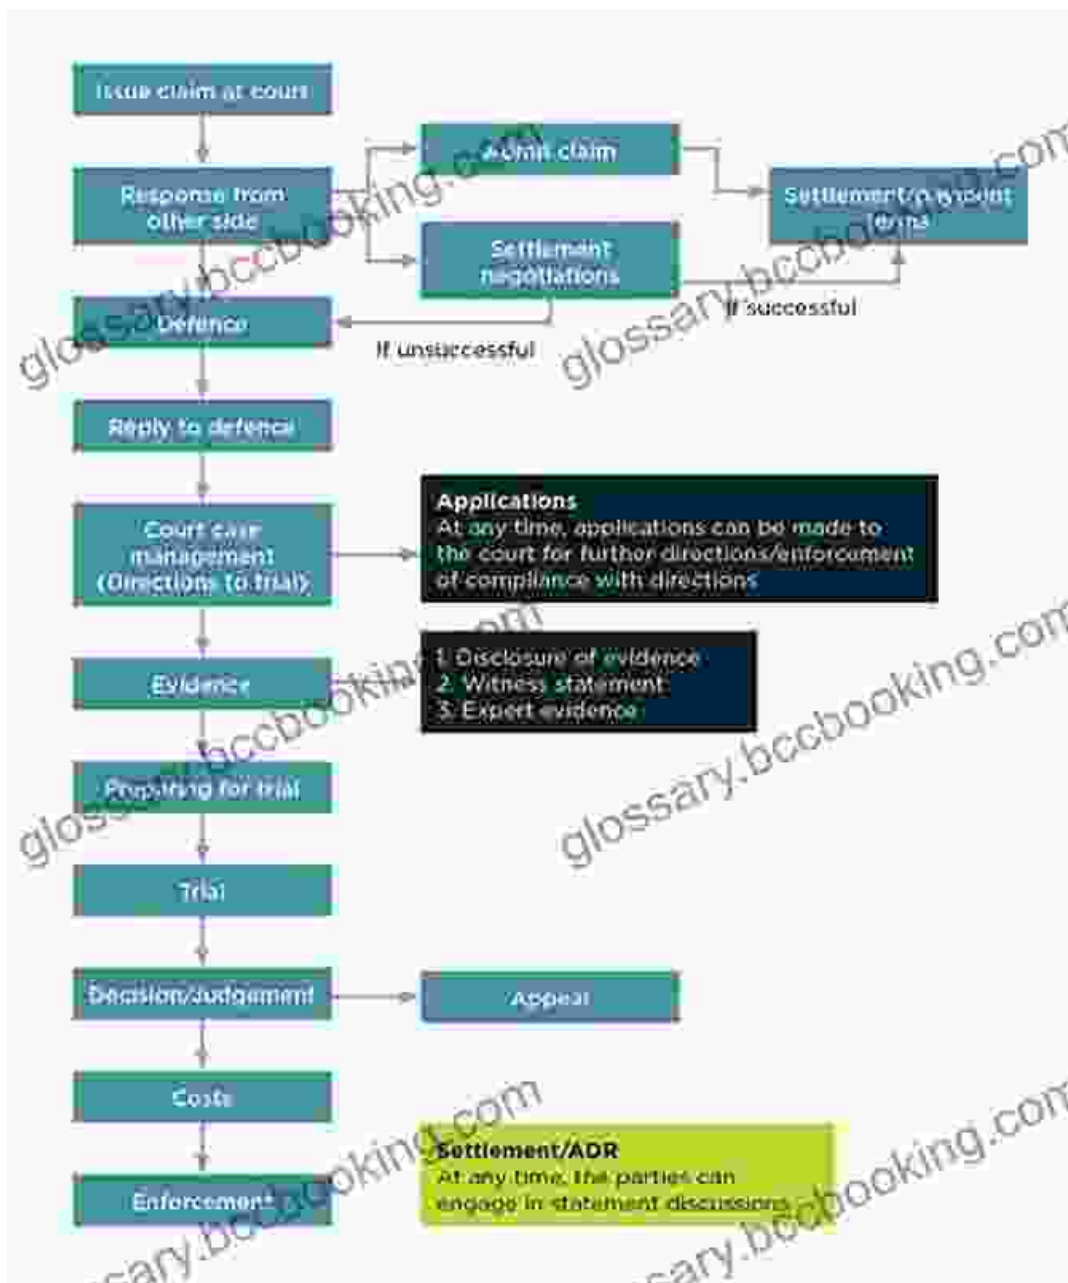 Issue claim at court
Response from
other side
Admit claim
Settlement
negotiations
Settlement/payment
terms
If successful
If unsuccessful
Defence
Reply to defence
Court case
management
(Directions to trial)
Applications
At any time, applications can be made to
the court for further directions/enforcement
of compliance with directions
Evidence
1. Disclosure of evidence
2. Witness statement
3. Expert evidence
Preparing for trial
Trial
Decision/Judgement
Appeal
Costs
Enforcement
Settlement/ADR
At any time, the parties can
engage in statement discussions
glossary.bccbooking.com
glossary.bccbooking.com
glossary.bccbooking.com
glossary.bccbooking.com
ssary.bccbooking.com
ssary.bccbooking.com